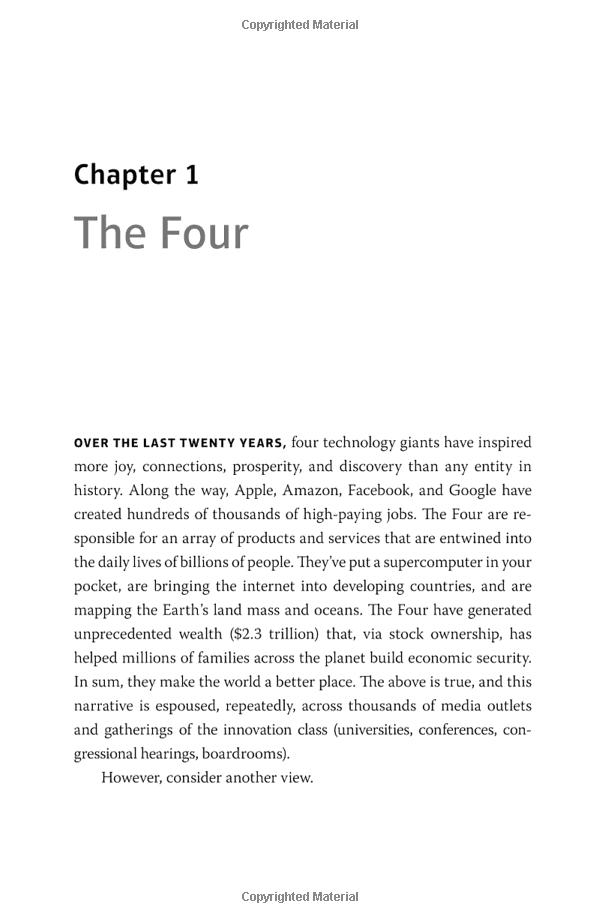 Copyrighted Material
Chapter 1
The Four
OVER THE LAST TWENTY YEARS, four technology giants have inspired
more joy, connections, prosperity, and discovery than any entity in
history. Along the way, Apple, Amazon, Facebook, and Google have
created hundreds of thousands of high-paying jobs. The Four are re-
sponsible for an array of products and services that are entwined into
the daily lives of billions of people. They’ve put a supercomputer in your
pocket, are bringing the internet into developing countries, and are
mapping the Earth’s land mass and oceans. The Four have generated
unprecedented wealth ($2.3 trillion) that, via stock ownership, has
helped millions of families across the planet build economic security.
In sum, they make the world a better place. The above is true, and this
narrative is espoused, repeatedly, across thousands of media outlets
and gatherings of the innovation class (universities, conferences, con-
gressional hearings, boardrooms).
However, consider another view.
Copyrighted Material